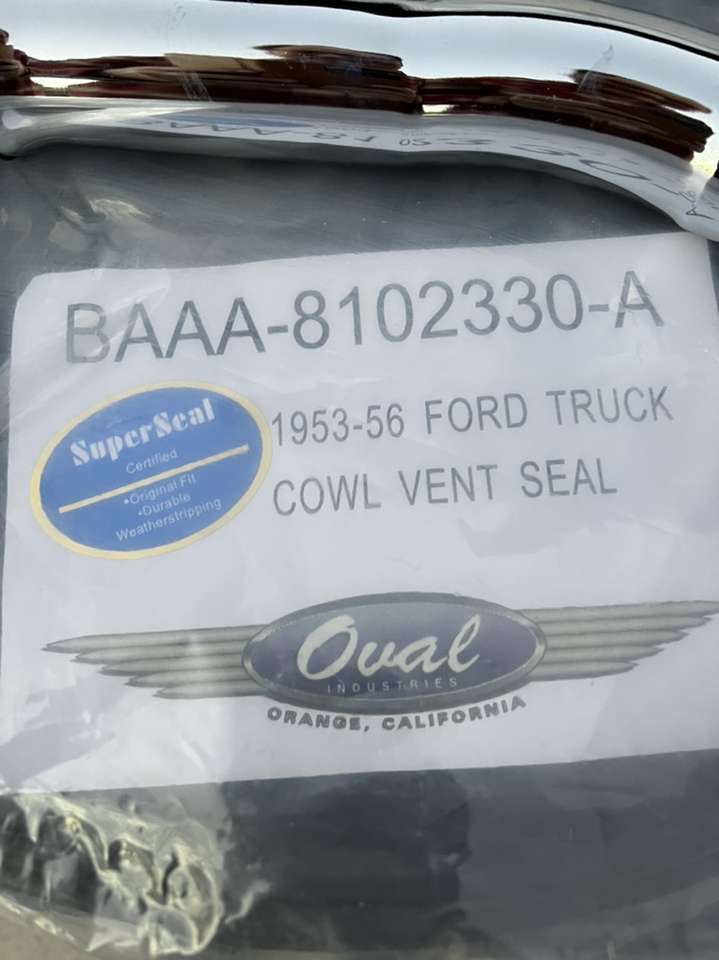 BAAA-8102330-A
SuperSeal
Certified
•Original Fit
•Durable
Weatherstripping
1953-56 FORD TRUCK
COWL VENT SEAL
Oval
INDUSTRIES
ORANGE, CALIFORNIA